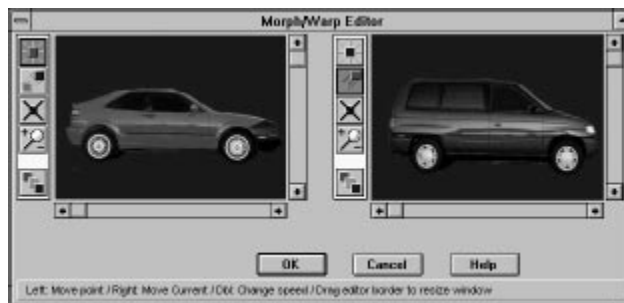 Morph/Warp Editor
OK Cancel Help
Left: Move point / Right: Move Current / Dbl: Change speed / Drag editor border to resize window